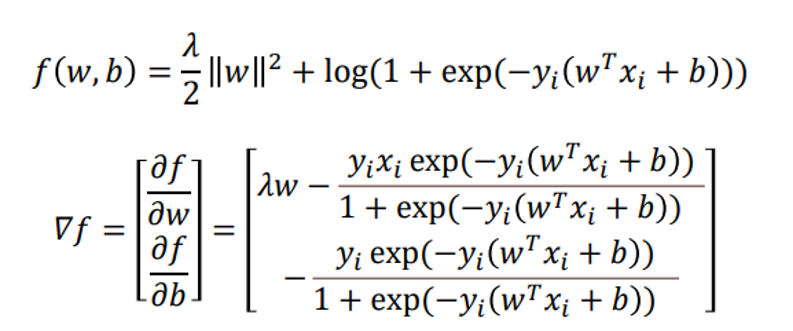 f(w, b) = λ/2 ‖w‖² + log(1 + exp(−yᵢ(wᵀxᵢ + b)))
∇f = [∂f/∂w; ∂f/∂b] = [λw − yᵢxᵢ exp(−yᵢ(wᵀxᵢ + b)) / 1 + exp(−yᵢ(wᵀxᵢ + b)); − yᵢ exp(−yᵢ(wᵀxᵢ + b)) / 1 + exp(−yᵢ(wᵀxᵢ + b))]